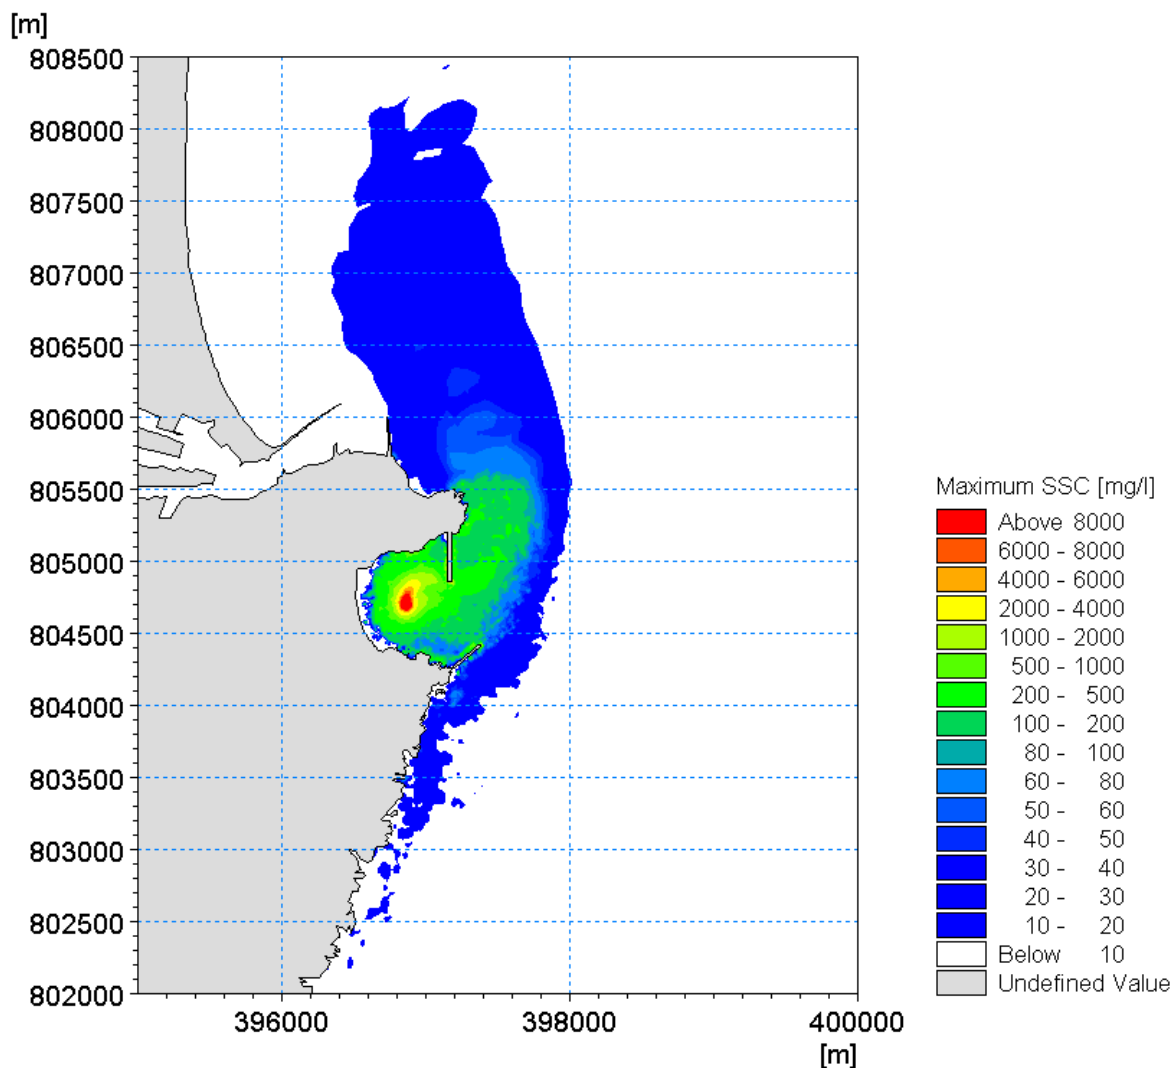 [m]
808500
808000
807500
807000
806500
806000
805500
805000
804500
804000
803500
803000
802500
802000
396000 398000 400000
[m]
Maximum SSC [mg/l]
Above 8000
6000 - 8000
4000 - 6000
2000 - 4000
1000 - 2000
500 - 1000
200 - 500
100 - 200
80 - 100
60 - 80
50 - 60
40 - 50
30 - 40
20 - 30
10 - 20
Below 10
Undefined Value